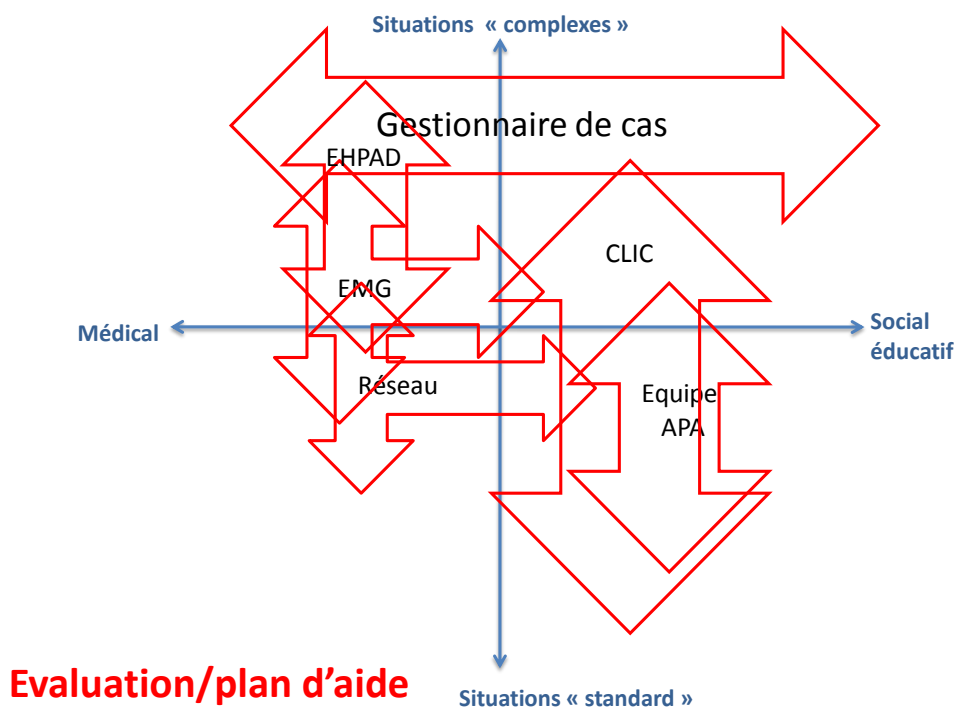 Situations « complexes »
Gestionnaire de cas
EHPAD
CLIC
EMG
Médical
Social
éducatif
Réseau
Equipe
APA
Evaluation/plan d’aide
Situations « standard »